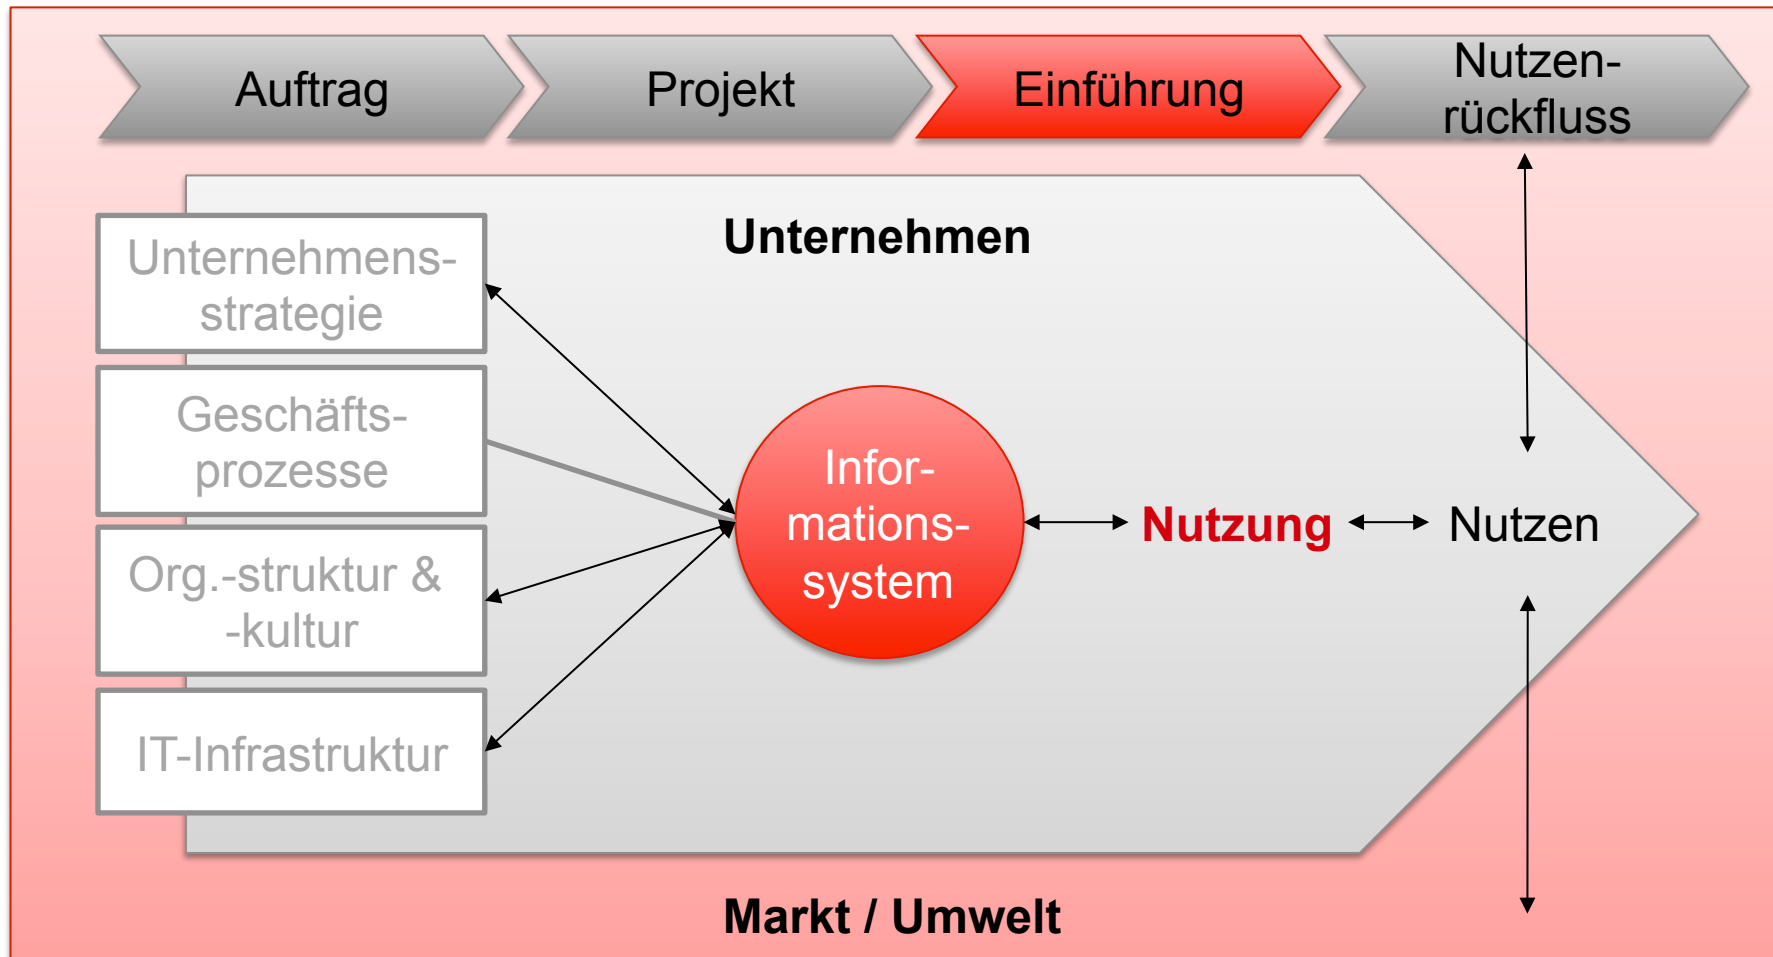 Auftrag
Projekt
Einführung
Nutzen-
rückfluss
Unternehmen
Unternehmens-
strategie
Geschäfts-
prozesse
Org.-struktur &
-kultur
IT-Infrastruktur
Infor-
mations-
system
Nutzung
Nutzen
Markt / Umwelt